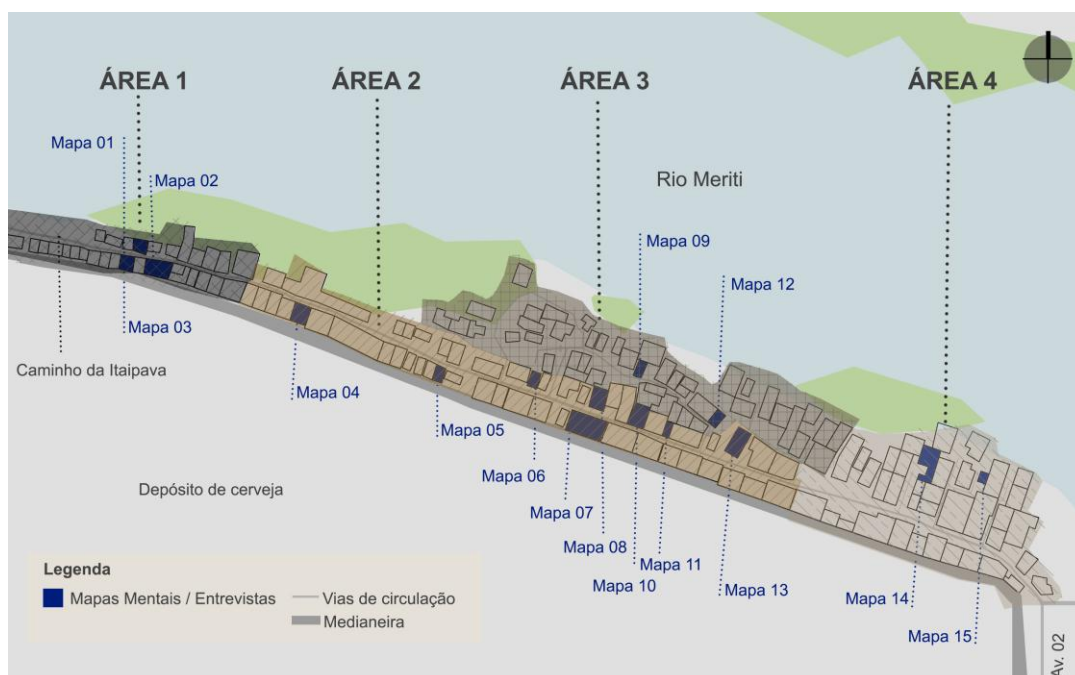 ÁREA 1
ÁREA 2
ÁREA 3
ÁREA 4
Mapa 01
Mapa 02
Rio Meriti
Mapa 09
Mapa 12
Mapa 03
Caminho da Itaipava
Mapa 04
Mapa 05
Mapa 06
Depósito de cerveja
Mapa 07
Mapa 08
Mapa 11
Mapa 10
Mapa 13
Mapa 14
Mapa 15
Legenda
Mapas Mentais / Entrevistas
Vias de circulação
Medianeira
Av. 02